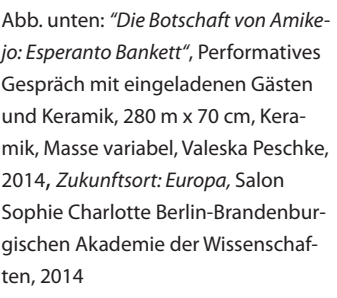 Abb. unten: "Die Botschaft von Amike-
jo: Esperanto Bankett“, Performatives
Gespräch mit eingeladenen Gästen
und Keramik, 280 m x 70 cm, Kera-
mik, Masse variabel, Valeska Peschke,
2014, Zukunftsort: Europa, Salon
Sophie Charlotte Berlin-Brandenbur-
gischen Akademie der Wissenschaf-
ten, 2014